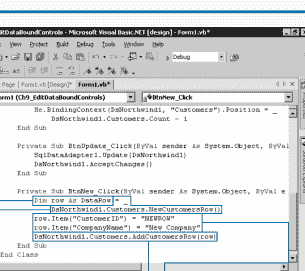 RDataBoundControls - Microsoft Visual Basic.NET [design] - Form1.vb*
View Project Build Debug Tools Window Help
Debug
Page | Form1.vb [Design]* Form1.vb*
orm1 (Ch9_EditDataBoundControls) BtnNew_Click
Me.BindingContext(DsNorthwind1, "Customers").Position = _
DsNorthwind1.Customers.Count - 1
End Sub
Private Sub BtnUpdate_Click(ByVal sender As System.Object, ByVal
SqlDataAdapter1.Update(DsNorthwind1)
DsNorthwind1.AcceptChanges()
End Sub
Private Sub BtnNew_Click(ByVal sender As System.Object, ByVal e
Dim row As DataRow = _
DsNorthwind1.Customers.NewCustomersRow()
row.Item("CustomerID") = "NEWROW"
row.Item("CompanyName") = "New Company"
DsNorthwind1.Customers.AddCustomersRow(row)
End Sub
End Class